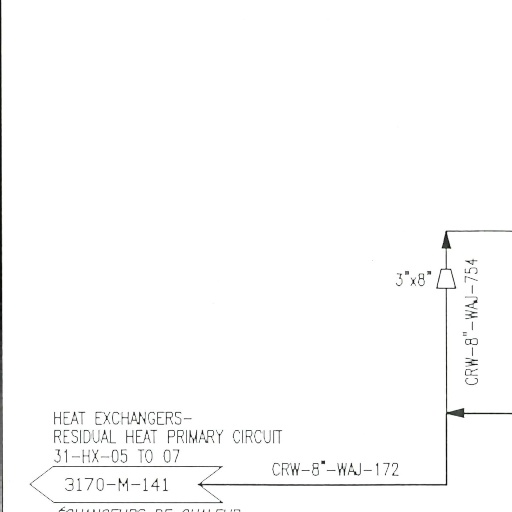 3"x8"
CRW-8"-WAJ-754
HEAT EXCHANGERS-
RESIDUAL HEAT PRIMARY CIRCUIT
31-HX-05 TO 07
CRW-8"-WAJ-172
3170-M-141
ÉCHANGEURS DE CHALEUR